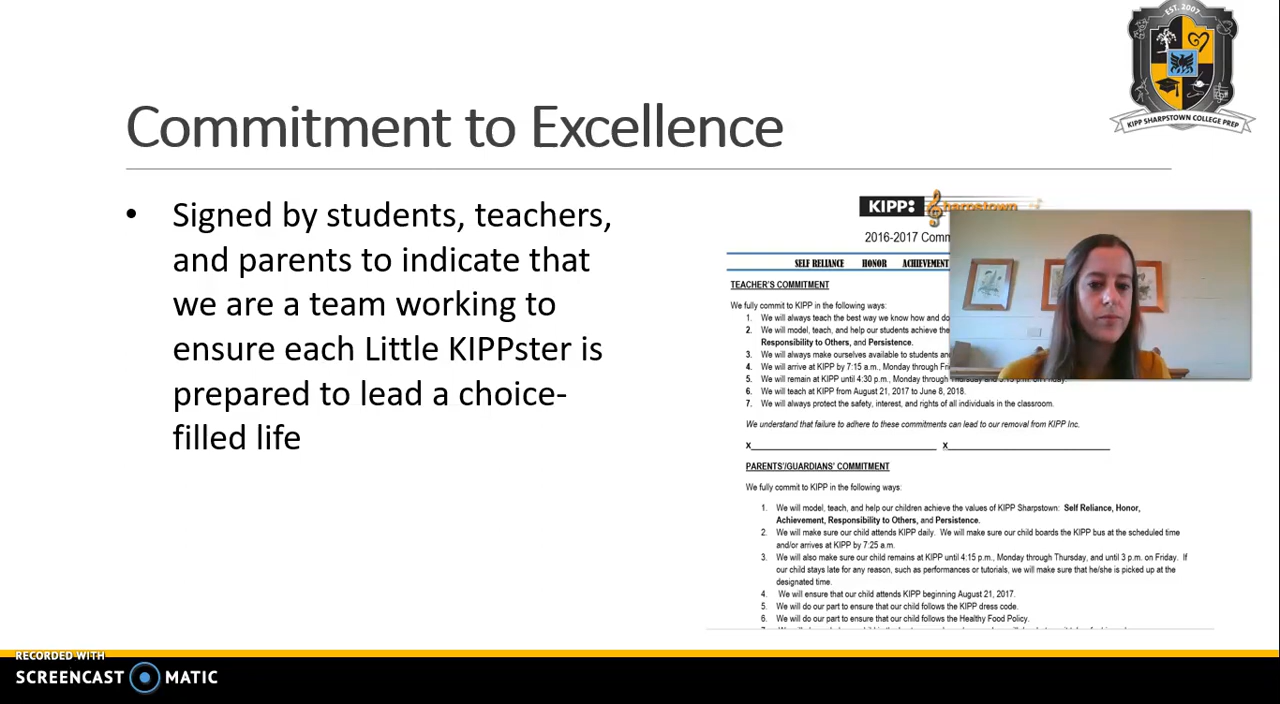 EST. 2007
KIPP SHARPSTOWN COLLEGE PREP
Commitment to Excellence
• Signed by students, teachers,
and parents to indicate that
we are a team working to
ensure each Little KIPPster is
prepared to lead a choice-
filled life
KIPP: Sharpstown
2016-2017 Comm
SELF RELIANCE HONOR ACHIEVEMENT
TEACHER'S COMMITMENT
We fully commit to KIPP in the following ways:
1. We will always teach the best way we know how and do
2. We will model, teach, and help our students achieve the
Responsibility to Others, and Persistence.
3. We will always make ourselves available to students and
4. We will arrive at KIPP by 7:15 a.m., Monday through Fri
5. We will remain at KIPP until 4:30 p.m., Monday through Thursday and 3:15 p.m. on Friday.
6. We will teach at KIPP from August 21, 2017 to June 8, 2018.
7. We will always protect the safety, interest, and rights of all individuals in the classroom.
We understand that failure to adhere to these commitments can lead to our removal from KIPP Inc.
X X
PARENTS'/GUARDIANS' COMMITMENT
We fully commit to KIPP in the following ways:
1. We will model, teach, and help our children achieve the values of KIPP Sharpstown: Self Reliance, Honor,
Achievement, Responsibility to Others, and Persistence.
2. We will make sure our child attends KIPP daily. We will make sure our child boards the KIPP bus at the scheduled time
and/or arrives at KIPP by 7:25 a.m.
3. We will also make sure our child remains at KIPP until 4:15 p.m., Monday through Thursday, and until 3 p.m. on Friday. If
our child stays late for any reason, such as performances or tutorials, we will make sure that he/she is picked up at the
designated time.
4. We will ensure that our child attends KIPP beginning August 21, 2017.
5. We will do our part to ensure that our child follows the KIPP dress code.
6. We will do our part to ensure that our child follows the Healthy Food Policy.
RECORDED WITH
SCREENCAST MATIC